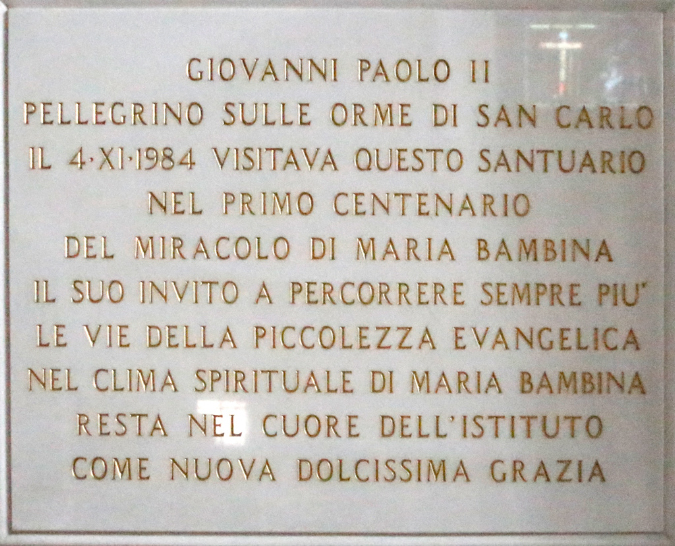 GIOVANNI PAOLO II
PELLEGRINO SULLE ORME DI SAN CARLO
IL 4·XI·1984 VISITAVA QUESTO SANTUARIO
NEL PRIMO CENTENARIO
DEL MIRACOLO DI MARIA BAMBINA
IL SUO INVITO A PERCORRERE SEMPRE PIU'
LE VIE DELLA PICCOLEZZA EVANGELICA
NEL CLIMA SPIRITUALE DI MARIA BAMBINA
RESTA NEL CUORE DELL'ISTITUTO
COME NUOVA DOLCISSIMA GRAZIA